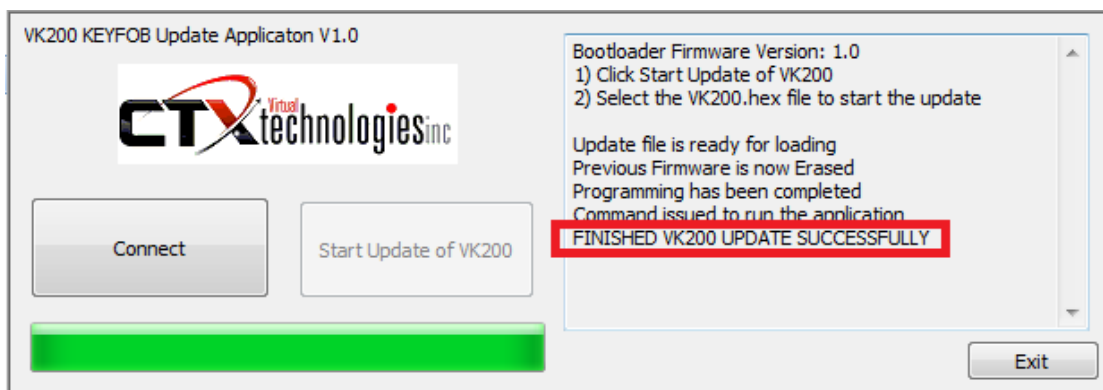 VK200 KEYFOB Update Applicaton V1.0
CTX Virtual technologies inc
Connect
Start Update of VK200
Bootloader Firmware Version: 1.0
1) Click Start Update of VK200
2) Select the VK200.hex file to start the update
Update file is ready for loading
Previous Firmware is now Erased
Programming has been completed
Command issued to run the application
FINISHED VK200 UPDATE SUCCESSFULLY
Exit